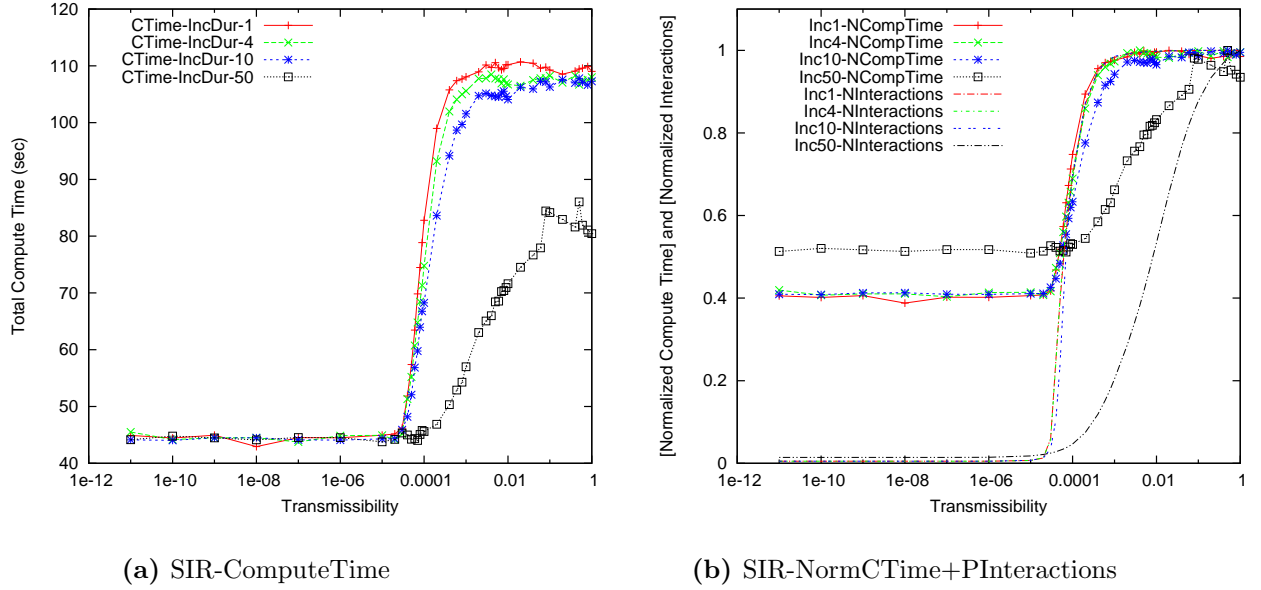 120
110
100
90
80
70
60
50
40
Total Compute Time (sec)
1e-12
1e-10
1e-08
1e-06
0.0001
0.01
1
Transmissibility
CTime-IncDur-1
CTime-IncDur-4
CTime-IncDur-10
CTime-IncDur-50
(a) SIR-ComputeTime
1
0.8
0.6
0.4
0.2
0
[Normalized Compute Time] and [Normalized Interactions]
1e-12
1e-10
1e-08
1e-06
0.0001
0.01
1
Transmissibility
Inc1-NCompTime
Inc4-NCompTime
Inc10-NCompTime
Inc50-NCompTime
Inc1-NInteractions
Inc4-NInteractions
Inc10-NInteractions
Inc50-NInteractions
(b) SIR-NormCTime+PInteractions